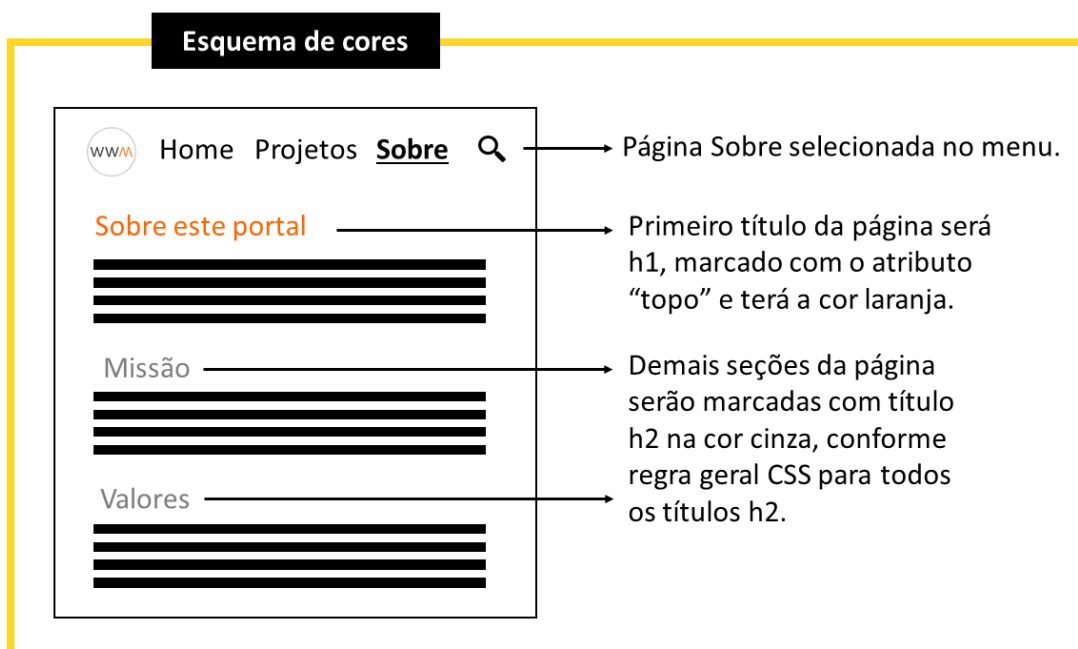 Esquema de cores
WWM Home Projetos Sobre
Página Sobre selecionada no menu.
Sobre este portal
Primeiro título da página será
h1, marcado com o atributo
“topo” e terá a cor laranja.
Missão
Demais seções da página
serão marcadas com título
h2 na cor cinza, conforme
regra geral CSS para todos
os títulos h2.
Valores